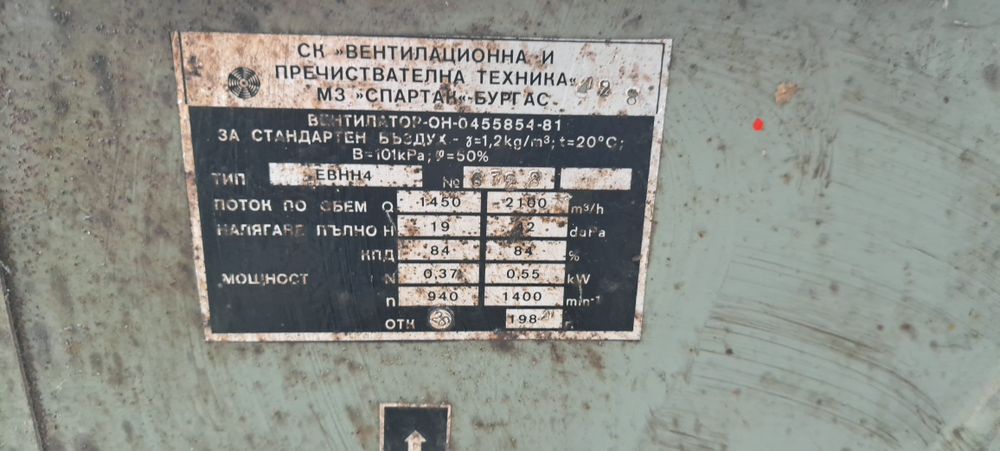 СК »ВЕНТИЛАЦИОННА И
ПРЕЧИСТВАТЕЛНА ТЕХНИКА«
МЗ »СПАРТАК«-БУРГАС
ВЕНТИЛАТОР-ОН-0455854-81
ЗА СТАНДАРТЕН ВЪЗДУХ - γ=1,2kg/m³; t=20°C;
B=101kPa; φ=50%
ТИП ЕВНН4 №
ПОТОК ПО ОБЕМ Q 1450 2100 m³/h
НАЛЯГАНЕ ПЪЛНО H 19 daPa
КПД 84 84 %
МОЩНОСТ N 0,37 0,55 kW
n 940 1400 min⁻¹
ОТК